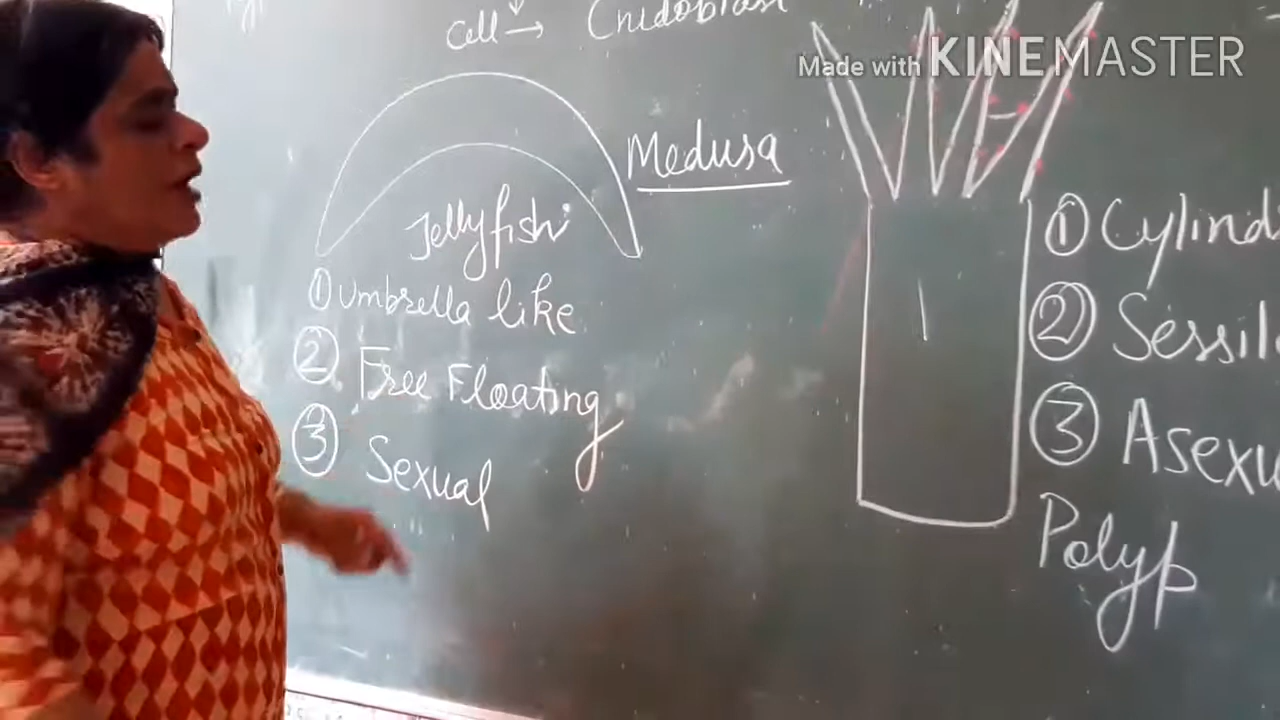 Cell → Cnidoblast
Made with KINEMASTER
Medusa
Jellyfish
① Umbrella like
② Free Floating
③ Sexual
① Cylind
② Sessile
③ Asexu
Polyp